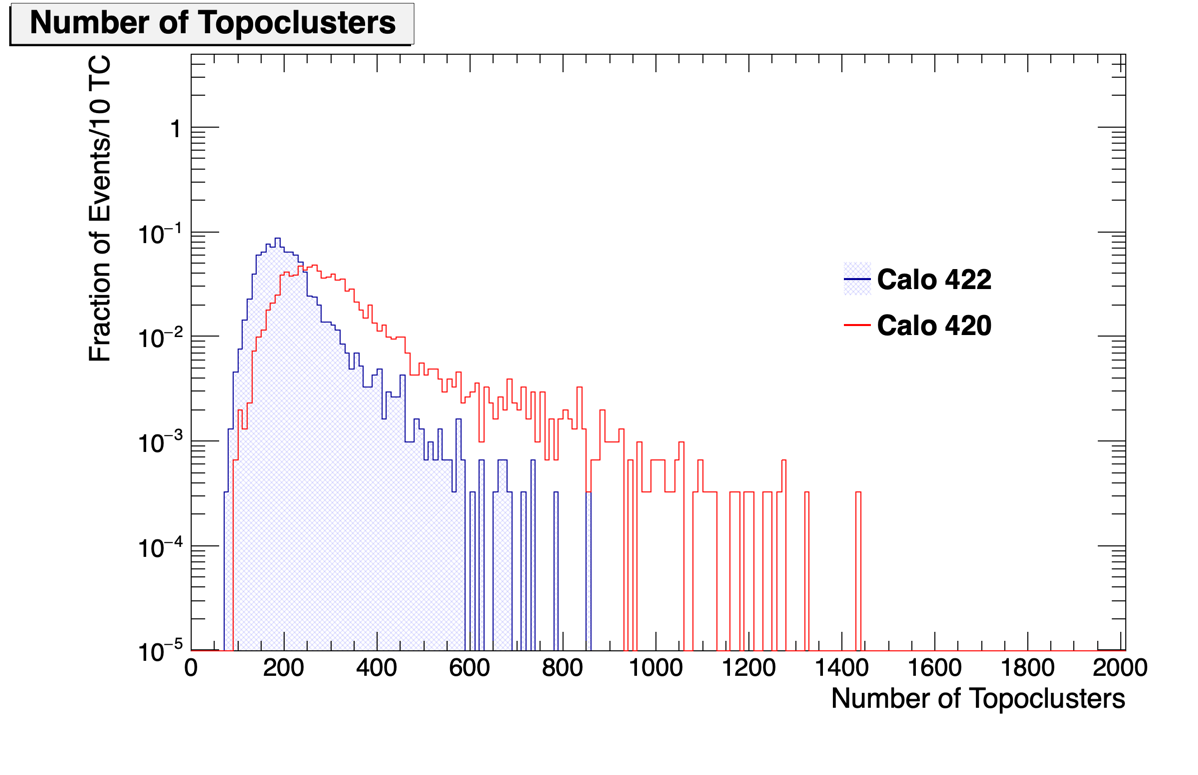 Number of Topoclusters
Fraction of Events/10 TC
1
10⁻¹
10⁻²
10⁻³
10⁻⁴
10⁻⁵
Calo 422
Calo 420
0 200 400 600 800 1000 1200 1400 1600 1800 2000
Number of Topoclusters